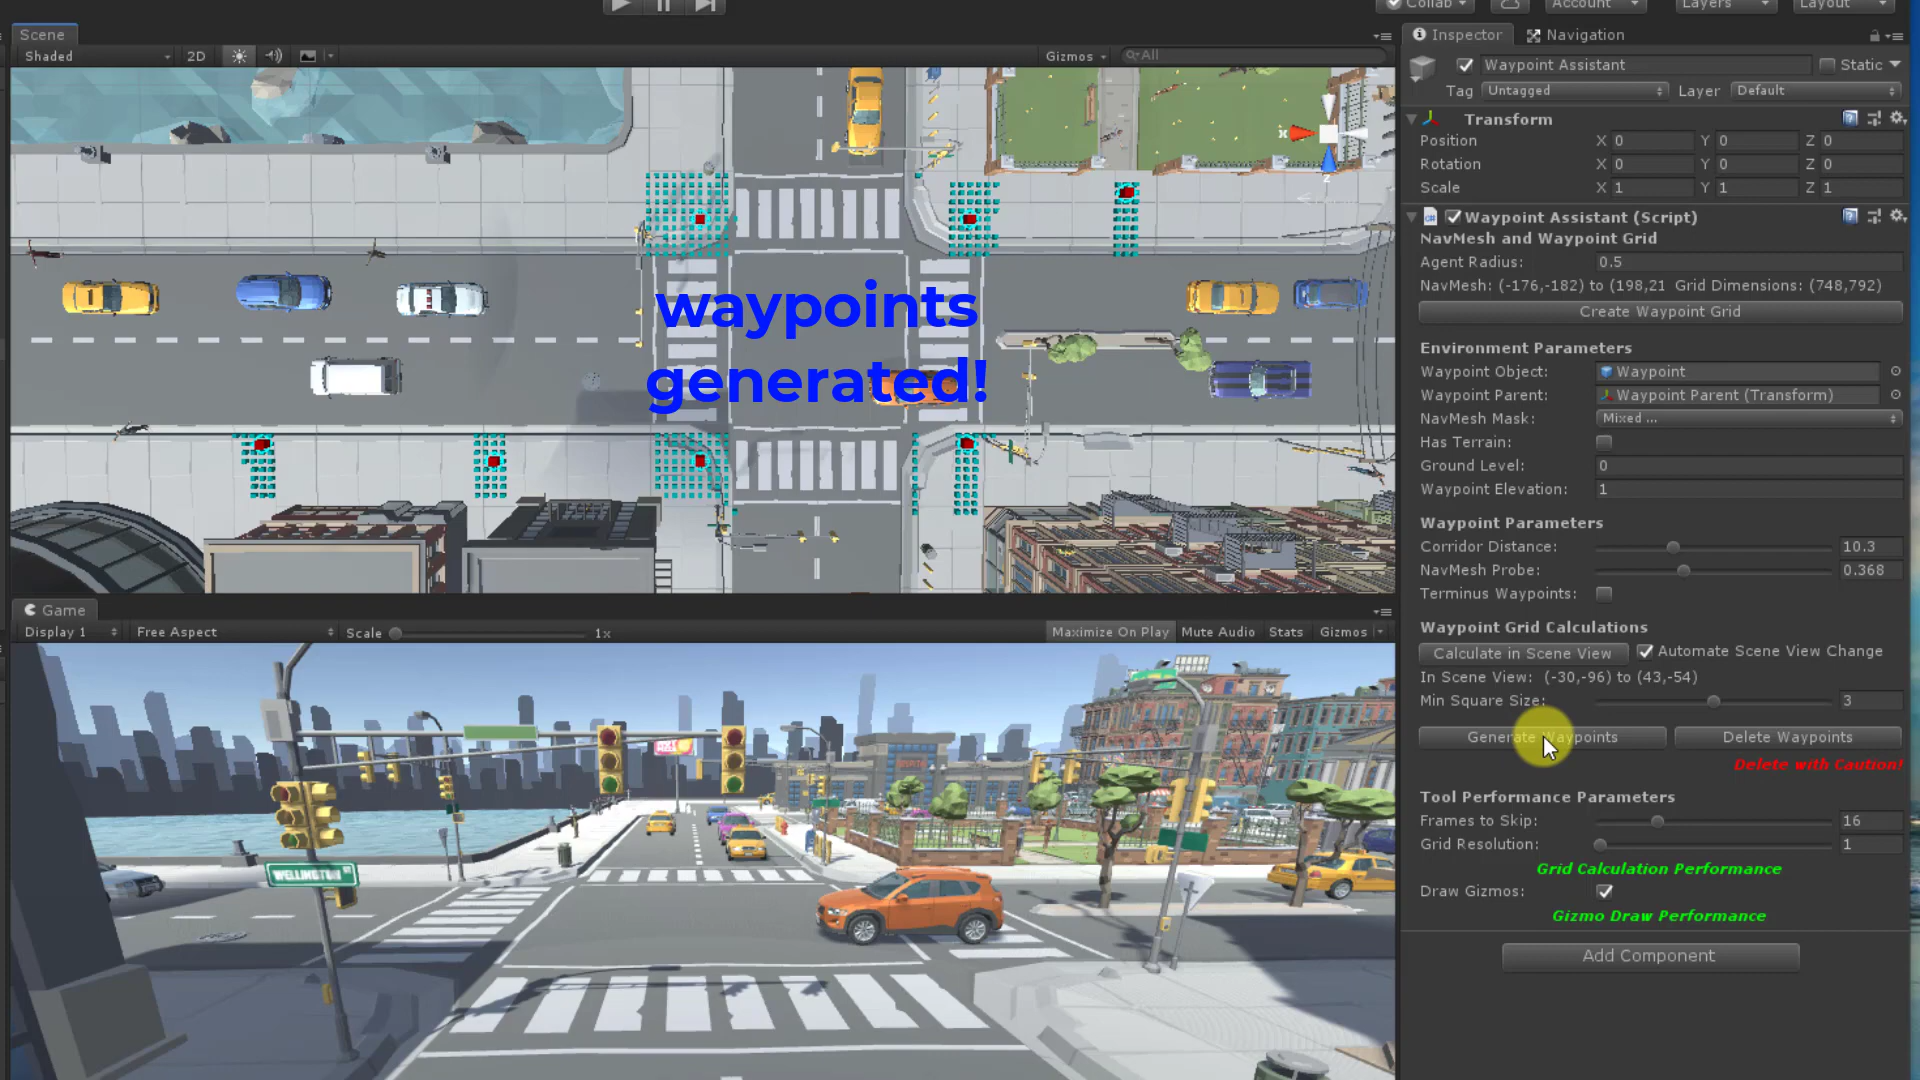 Collab
Account
Layers
Layout
Scene
Shaded
2D
Gizmos
All
waypoints
generated!
Game
Display 1
Free Aspect
Scale
1x
Maximize On Play
Mute Audio
Stats
Gizmos
WELLINGTON
HOSPITAL
Inspector
Navigation
Waypoint Assistant
Static
Tag
Untagged
Layer
Default
Transform
Position X 0 Y 0 Z 0
Rotation X 0 Y 0 Z 0
Scale X 1 Y 1 Z 1
Waypoint Assistant (Script)
NavMesh and Waypoint Grid
Agent Radius: 0.5
NavMesh: (-176,-182) to (198,21 Grid Dimensions: (748,792)
Create Waypoint Grid
Environment Parameters
Waypoint Object: Waypoint
Waypoint Parent: Waypoint Parent (Transform)
NavMesh Mask: Mixed ...
Has Terrain:
Ground Level: 0
Waypoint Elevation: 1
Waypoint Parameters
Corridor Distance: 10.3
NavMesh Probe: 0.368
Terminus Waypoints:
Waypoint Grid Calculations
Calculate in Scene View
Automate Scene View Change
In Scene View: (-30,-96) to (43,-54)
Min Square Size: 3
Generate Waypoints
Delete Waypoints
Delete with Caution!
Tool Performance Parameters
Frames to Skip: 16
Grid Resolution: 1
Grid Calculation Performance
Draw Gizmos:
Gizmo Draw Performance
Add Component